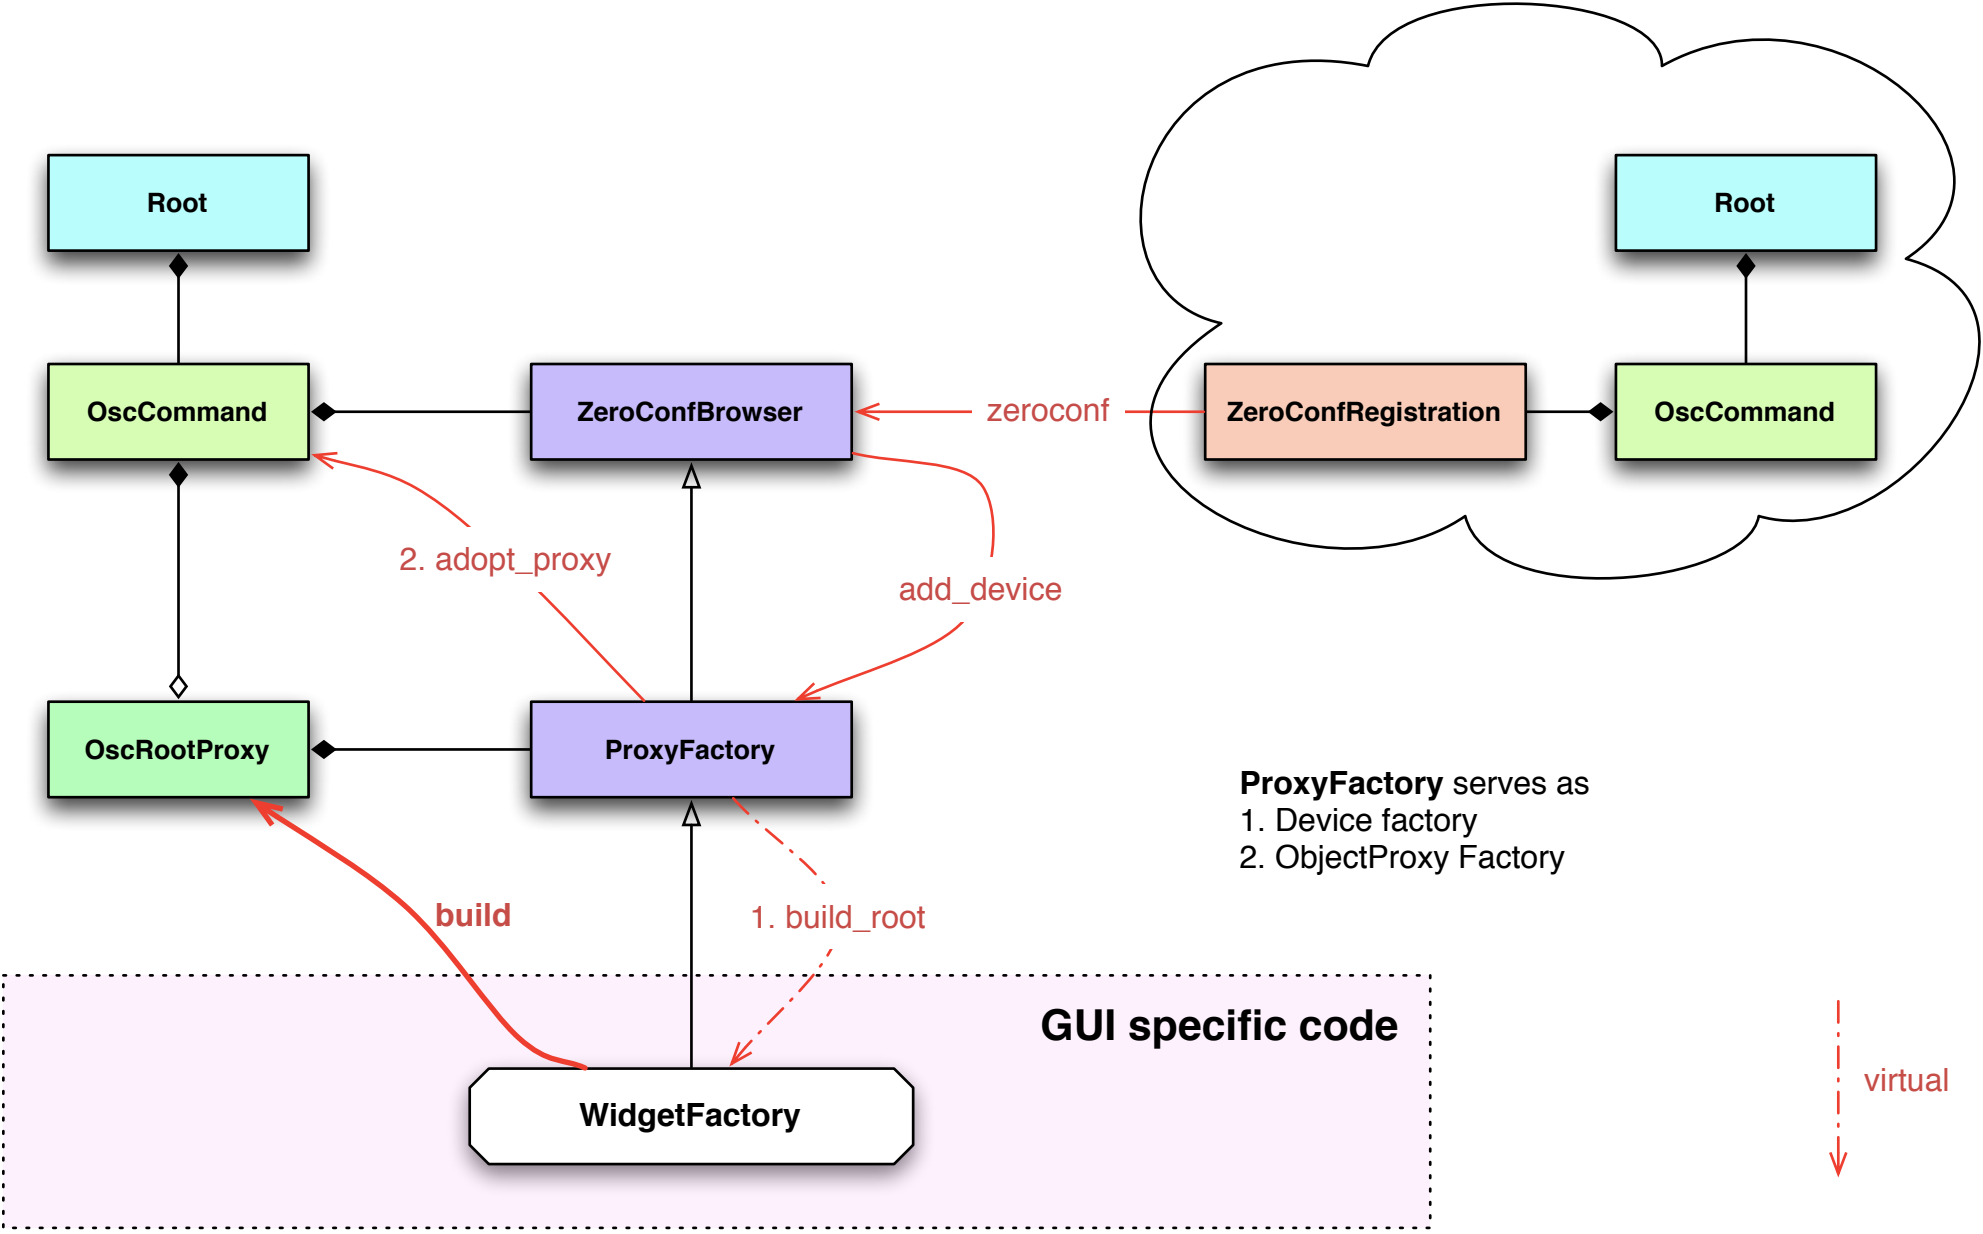 Root
Root
OscCommand
ZeroConfBrowser
zeroconf
ZeroConfRegistration
OscCommand
2. adopt_proxy
add_device
OscRootProxy
ProxyFactory
ProxyFactory serves as
1. Device factory
2. ObjectProxy Factory
build
1. build_root
GUI specific code
WidgetFactory
virtual